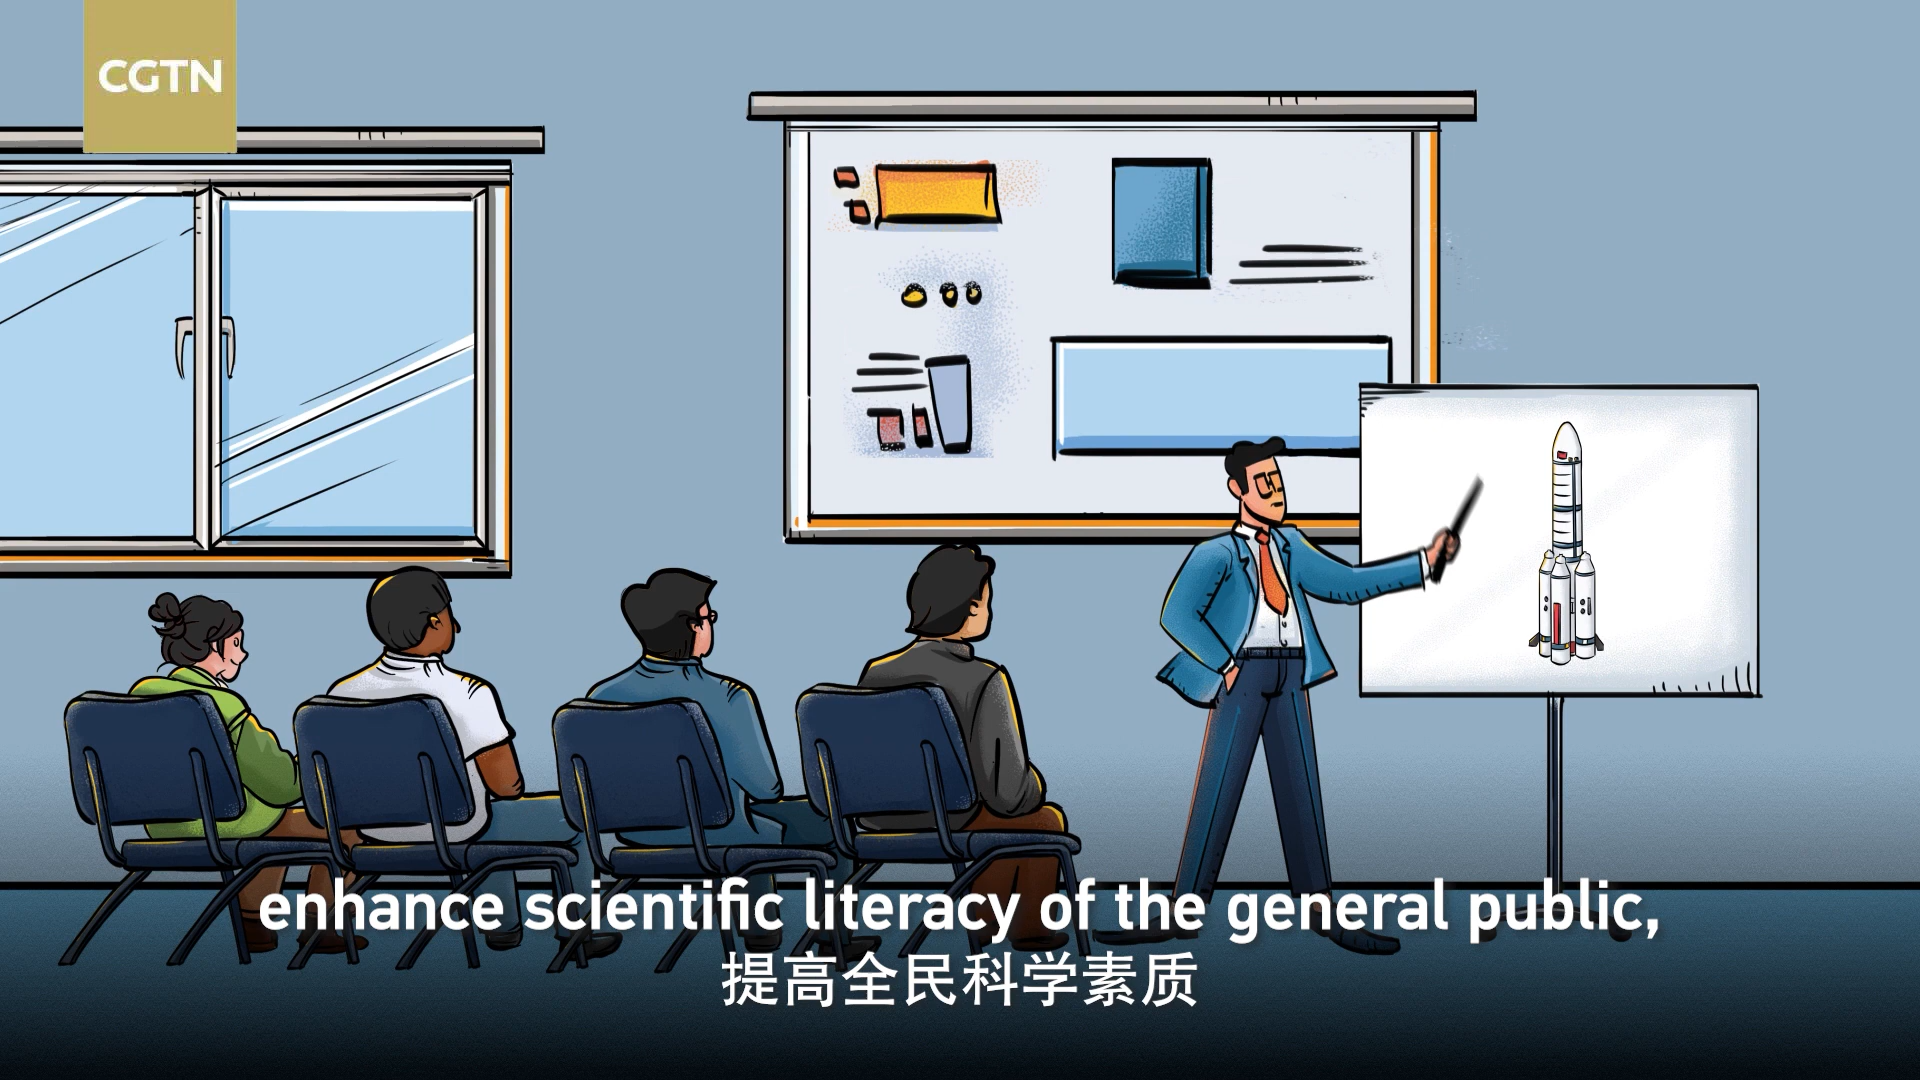 CGTN
enhance scientific literacy of the general public,
提高全民科学素质